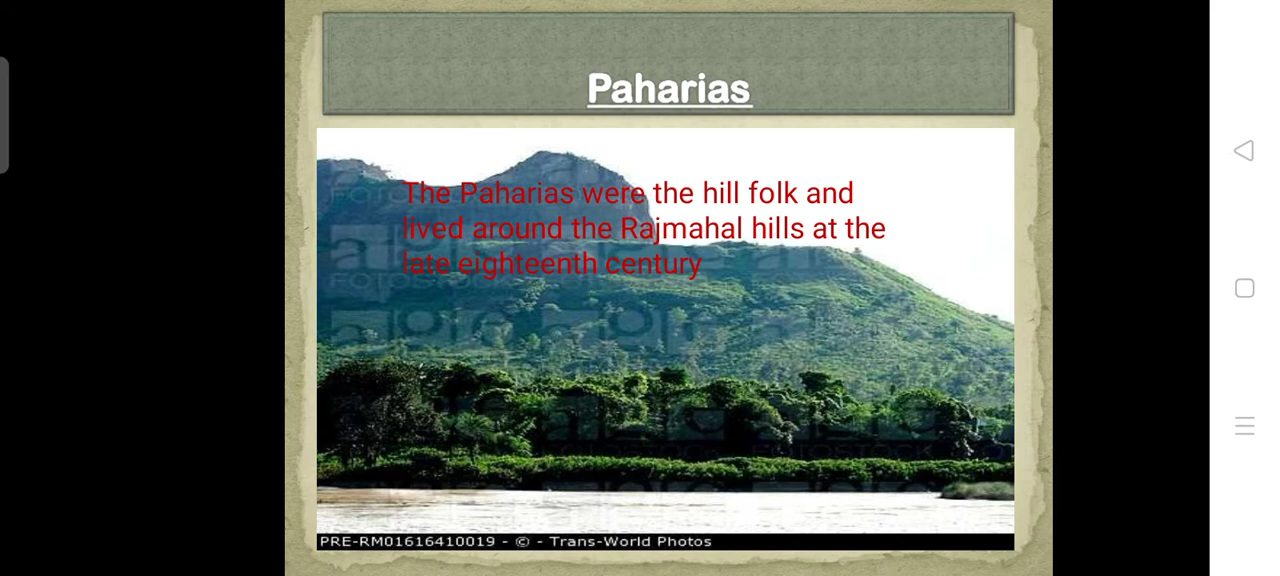 Paharias
The Paharias were the hill folk and
lived around the Rajmahal hills at the
late eighteenth century
PRE-RM01616410019 - © - Trans-World Photos